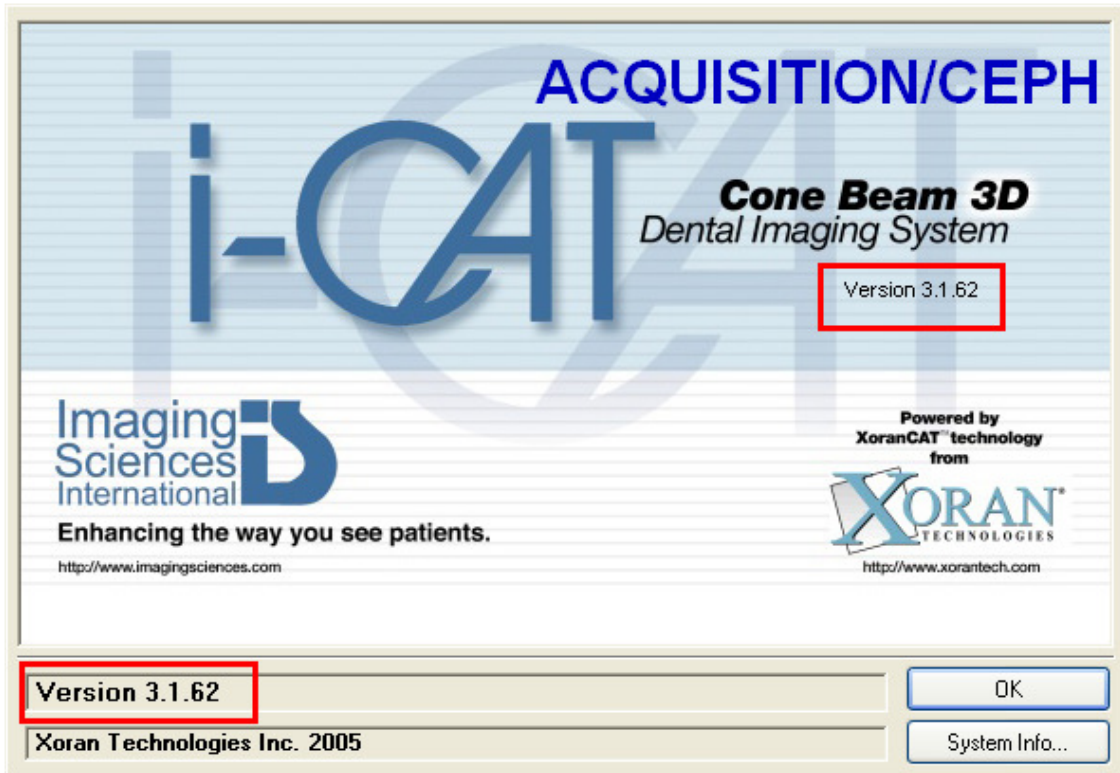 ACQUISITION/CEPH
i-CAT
Cone Beam 3D
Dental Imaging System
Version 3.1.62
Imaging
Sciences
International
Enhancing the way you see patients.
http://www.imagingsciences.com
Powered by
XoranCAT™ technology
from
XORAN®
TECHNOLOGIES
http://www.xorantech.com
Version 3.1.62
OK
Xoran Technologies Inc. 2005
System Info...